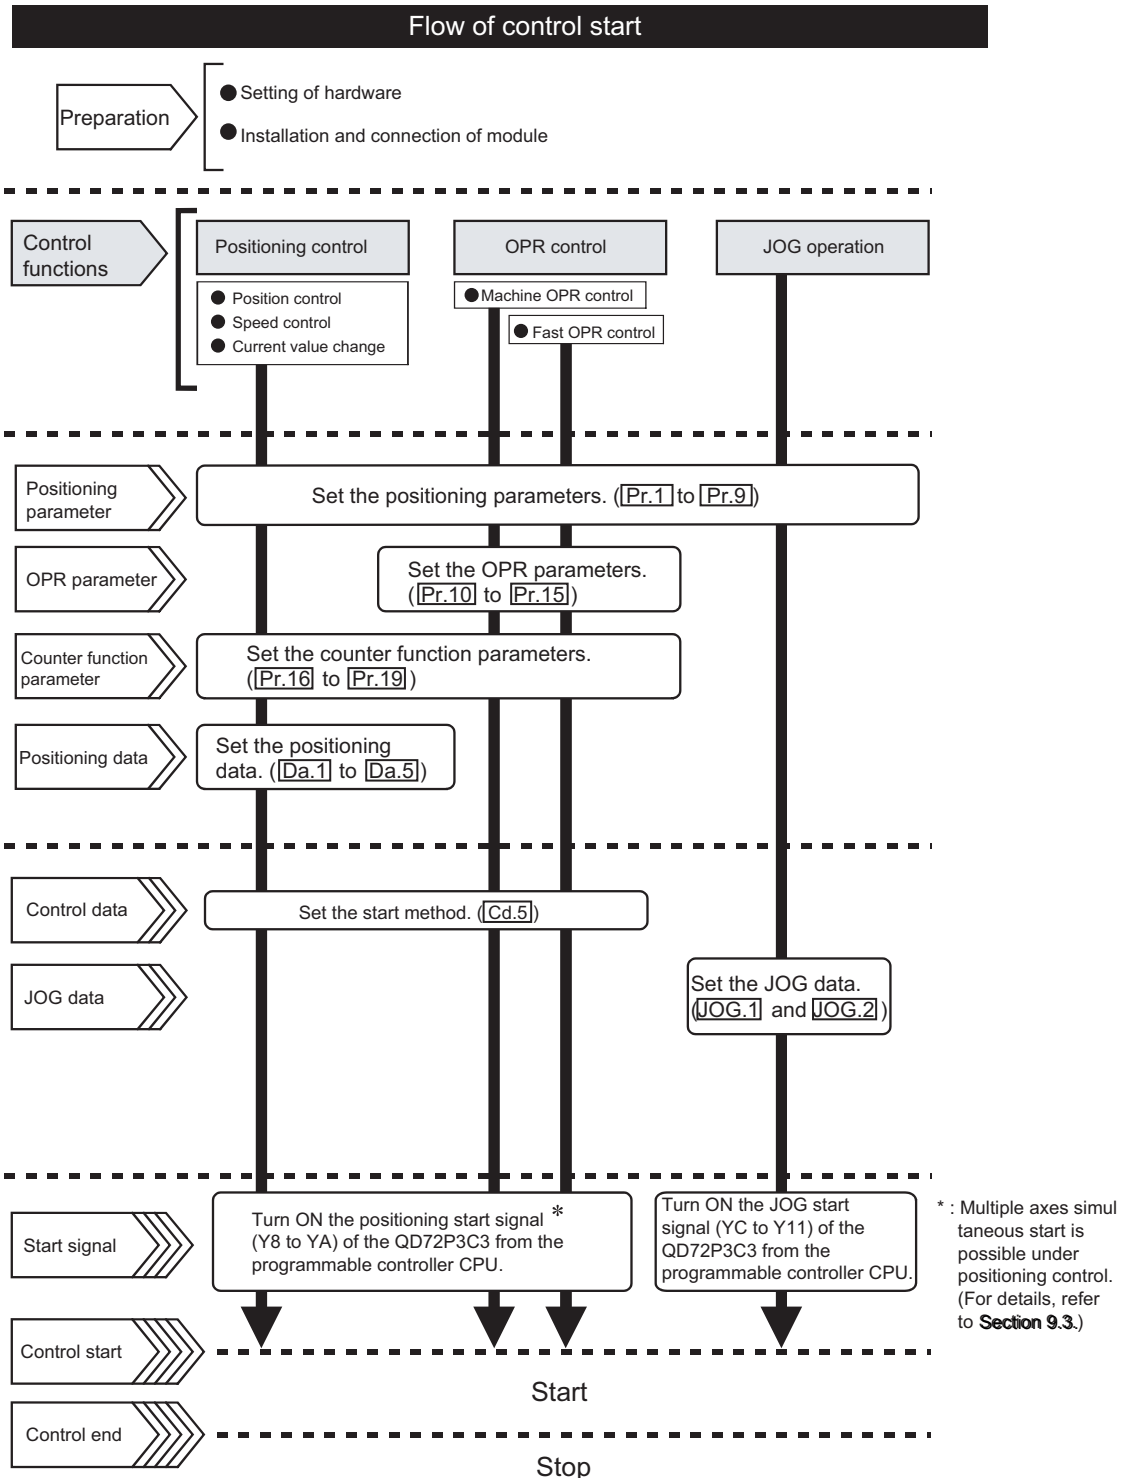 Flow of control start
Preparation
● Setting of hardware
● Installation and connection of module
Control
functions
Positioning control
● Position control
● Speed control
● Current value change
OPR control
● Machine OPR control
● Fast OPR control
JOG operation
Positioning
parameter
Set the positioning parameters. (Pr.1 to Pr.9)
OPR parameter
Set the OPR parameters.
(Pr.10 to Pr.15)
Counter function
parameter
Set the counter function parameters.
(Pr.16 to Pr.19)
Positioning data
Set the positioning
data. (Da.1 to Da.5)
Control data
Set the start method. (Cd.5)
JOG data
Set the JOG data.
(JOG.1 and JOG.2)
Start signal
Turn ON the positioning start signal *
(Y8 to YA) of the QD72P3C3 from the
programmable controller CPU.
Turn ON the JOG start
signal (YC to Y11) of the
QD72P3C3 from the
programmable controller CPU.
* : Multiple axes simul
taneous start is
possible under
positioning control.
(For details, refer
to Section 9.3.)
Control start
Start
Control end
Stop